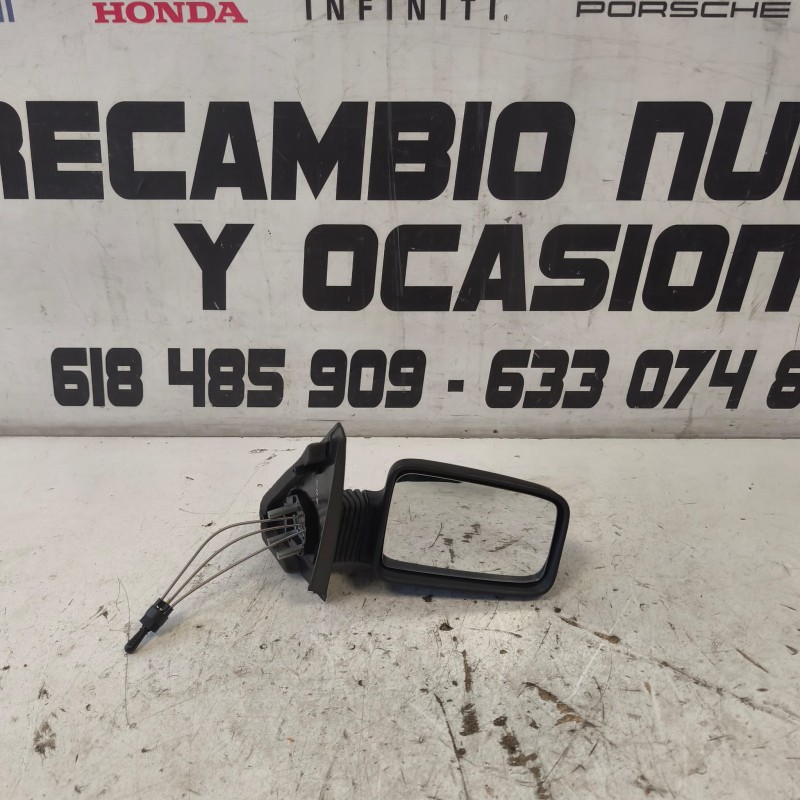 HONDA INFINITI PORSCHE
RECAMBIO NU
Y OCASION
618 485 909 - 633 074 8